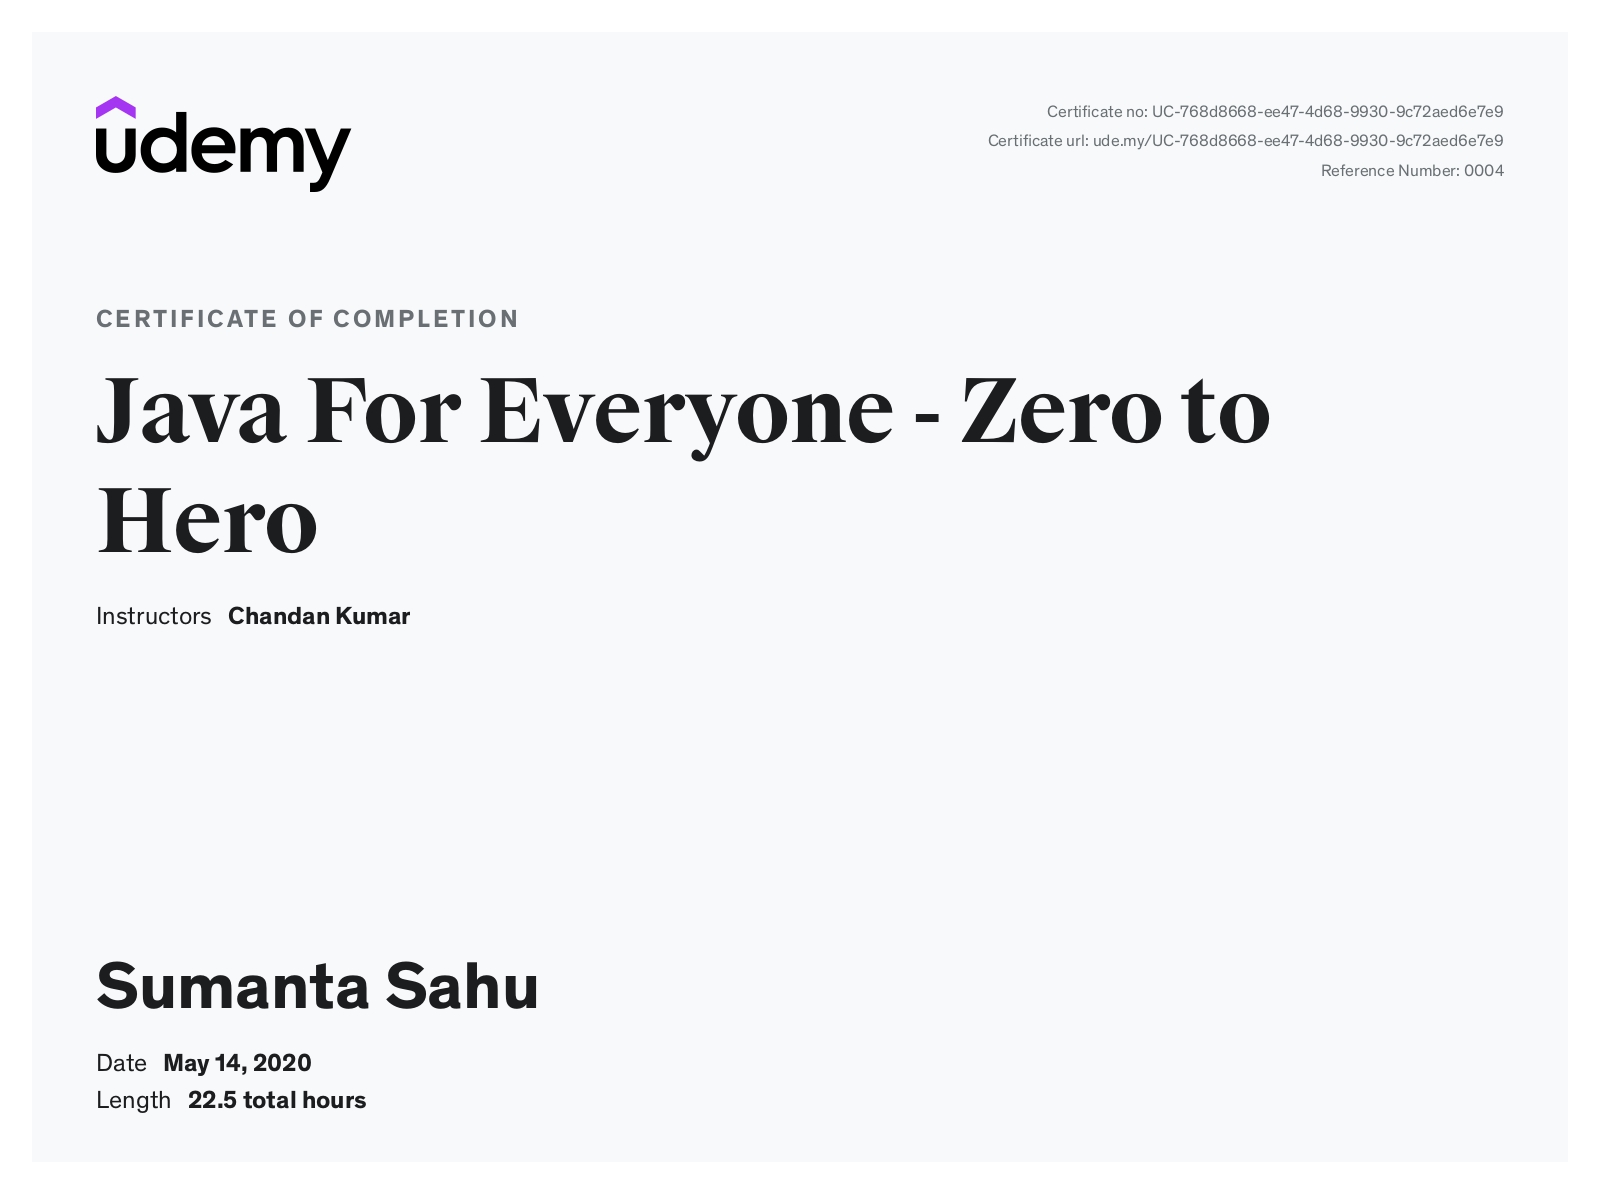 udemy
Certificate no: UC-768d8668-ee47-4d68-9930-9c72aed6e7e9
Certificate url: ude.my/UC-768d8668-ee47-4d68-9930-9c72aed6e7e9
Reference Number: 0004
CERTIFICATE OF COMPLETION
Java For Everyone - Zero to
Hero
Instructors Chandan Kumar
Sumanta Sahu
Date May 14, 2020
Length 22.5 total hours